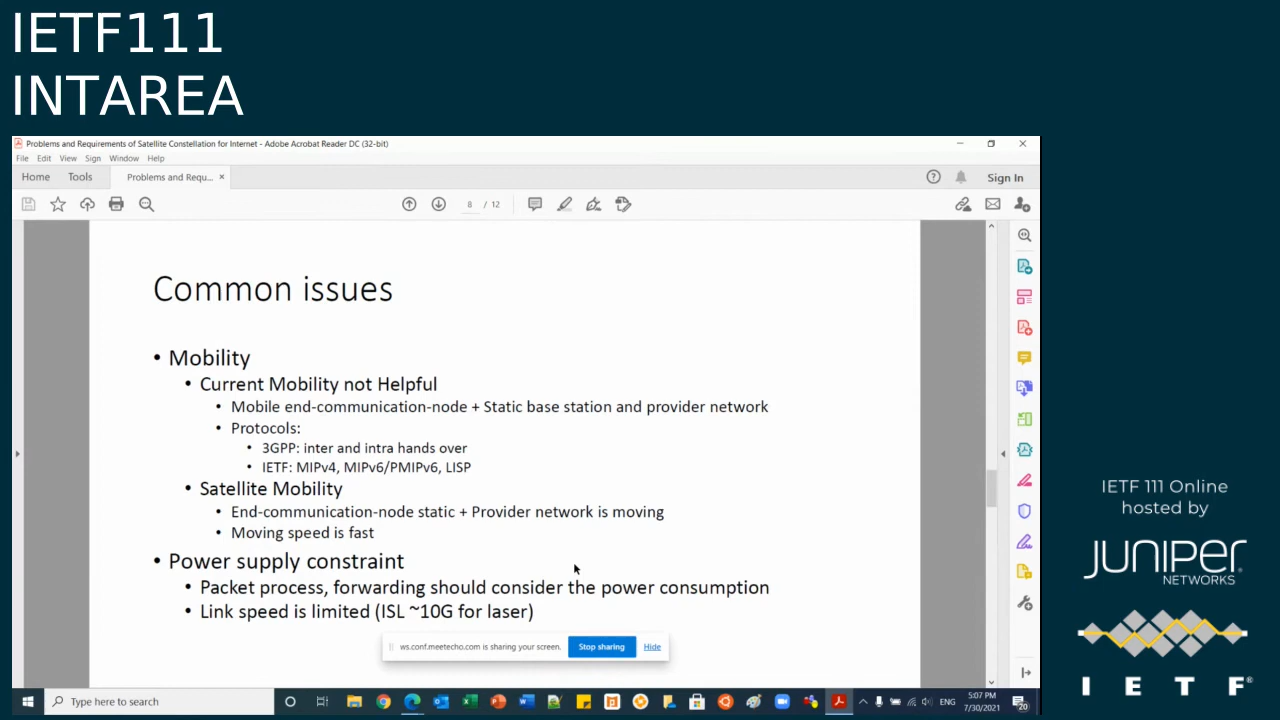 IETF111
INTAREA
Problems and Requirements of Satellite Constellation for Internet - Adobe Acrobat Reader DC (32-bit)
File Edit View Sign Window Help
Home Tools Problems and Requ... × Sign In
8 / 12
Common issues
• Mobility
• Current Mobility not Helpful
• Mobile end-communication-node + Static base station and provider network
• Protocols:
• 3GPP: inter and intra hands over
• IETF: MIPv4, MIPv6/PMIPv6, LISP
• Satellite Mobility
• End-communication-node static + Provider network is moving
• Moving speed is fast
• Power supply constraint
• Packet process, forwarding should consider the power consumption
• Link speed is limited (ISL ~10G for laser)
ws.conf.meetecho.com is sharing your screen. Stop sharing Hide
Type here to search
ENG
5:07 PM
7/30/2021
20
IETF 111 Online
hosted by
JUNIPER
NETWORKS
I E T F®